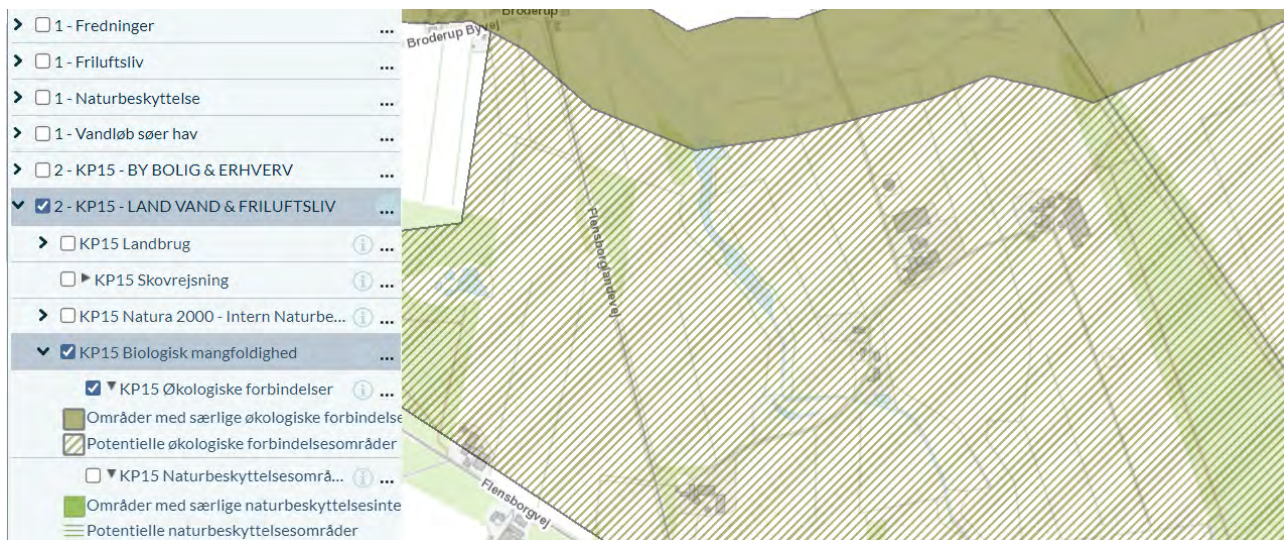 1 - Fredninger ...
1 - Friluftsliv ...
1 - Naturbeskyttelse ...
1 - Vandløb søer hav ...
2 - KP15 - BY BOLIG & ERHVERV ...
2 - KP15 - LAND VAND & FRILUFTSLIV ...
KP15 Landbrug ...
KP15 Skovrejsning ...
KP15 Natura 2000 - Intern Naturbe... ...
KP15 Biologisk mangfoldighed ...
KP15 Økologiske forbindelser ...
Områder med særlige økologiske forbindelse
Potentielle økologiske forbindelsesområder
KP15 Naturbeskyttelsesområ... ...
Områder med særlige naturbeskyttelsesinte
Potentielle naturbeskyttelsesområder
Broderup
Broderup Byvej
Flensborglandevej
Flensborgvej